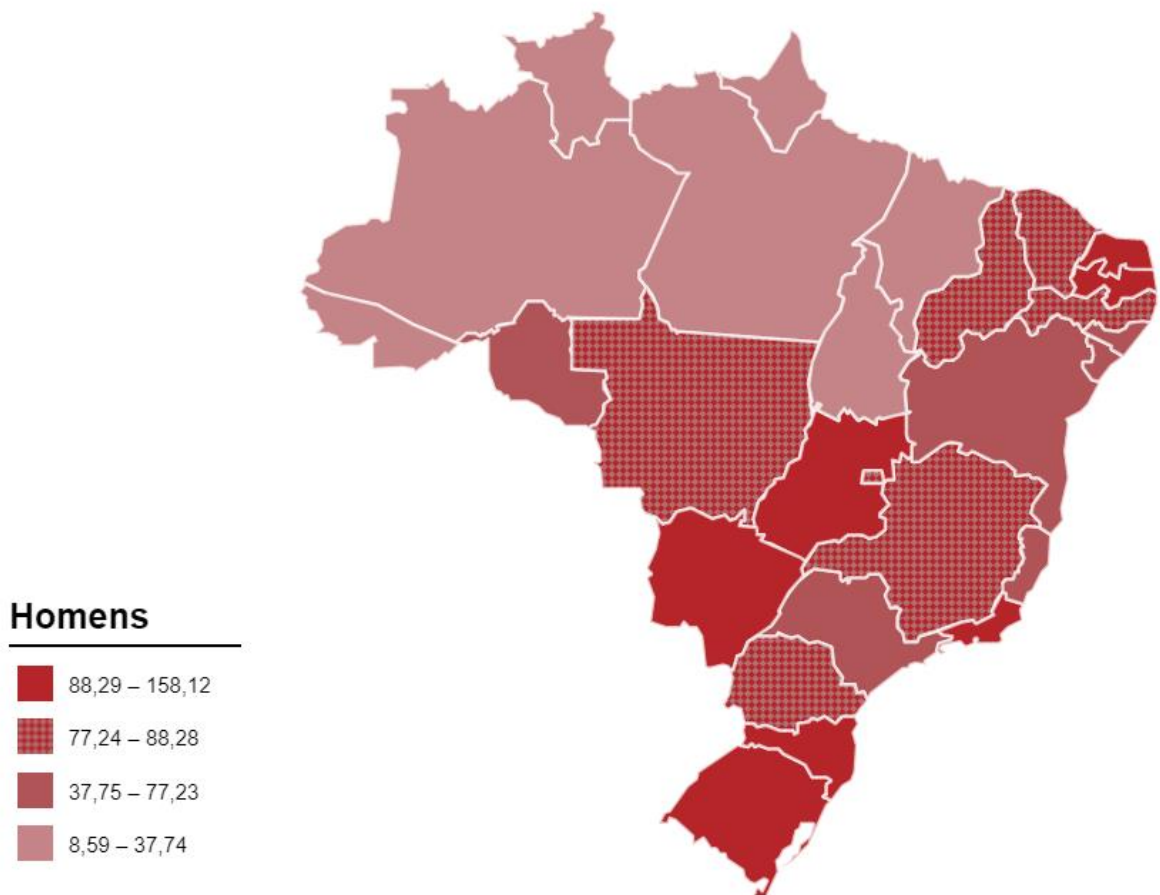 Homens
88,29 – 158,12
77,24 – 88,28
37,75 – 77,23
8,59 – 37,74